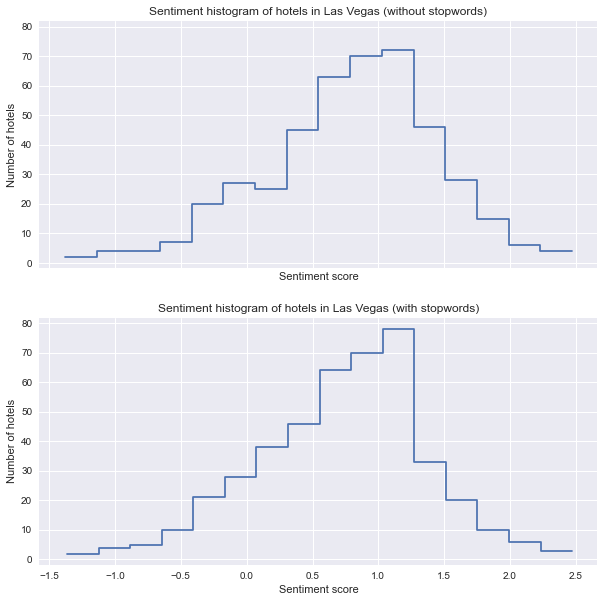 Sentiment histogram of hotels in Las Vegas (without stopwords)
80
70
60
50
40
30
20
10
0
Number of hotels
Sentiment score
Sentiment histogram of hotels in Las Vegas (with stopwords)
80
70
60
50
40
30
20
10
0
Number of hotels
−1.5 −1.0 −0.5 0.0 0.5 1.0 1.5 2.0 2.5
Sentiment score